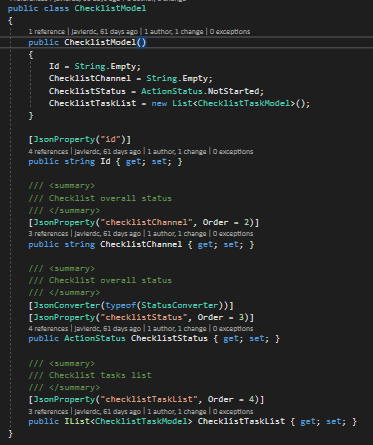 public class ChecklistModel
{
1 reference | javierdc, 61 days ago | 1 author, 1 change | 0 exceptions
public ChecklistModel()
{
Id = String.Empty;
ChecklistChannel = String.Empty;
ChecklistStatus = ActionStatus.NotStarted;
ChecklistTaskList = new List<ChecklistTaskModel>();
}
[JsonProperty("id")]
4 references | javierdc, 61 days ago | 1 author, 1 change | 0 exceptions
public string Id { get; set; }
/// <summary>
/// Checklist overall status
/// </summary>
[JsonProperty("checklistChannel", Order = 2)]
3 references | javierdc, 61 days ago | 1 author, 1 change | 0 exceptions
public string ChecklistChannel { get; set; }
/// <summary>
/// Checklist overall status
/// </summary>
[JsonConverter(typeof(StatusConverter))]
[JsonProperty("checklistStatus", Order = 3)]
4 references | javierdc, 61 days ago | 1 author, 1 change | 0 exceptions
public ActionStatus ChecklistStatus { get; set; }
/// <summary>
/// Checklist tasks list
/// </summary>
[JsonProperty("checklistTaskList", Order = 4)]
3 references | javierdc, 61 days ago | 1 author, 1 change | 0 exceptions
public IList<ChecklistTaskModel> ChecklistTaskList { get; set; }
}